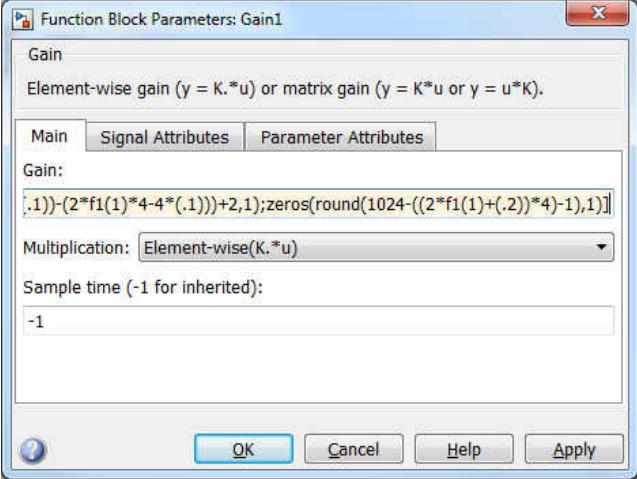 Function Block Parameters: Gain1
Gain
Element-wise gain (y = K.*u) or matrix gain (y = K*u or y = u*K).
Main Signal Attributes Parameter Attributes
Gain:
.1))-(2*f1(1)*4-4*(.1)))+2,1);zeros(round(1024-((2*f1(1)+(.2))*4)-1),1)]
Multiplication: Element-wise(K.*u)
Sample time (-1 for inherited):
-1
OK Cancel Help Apply